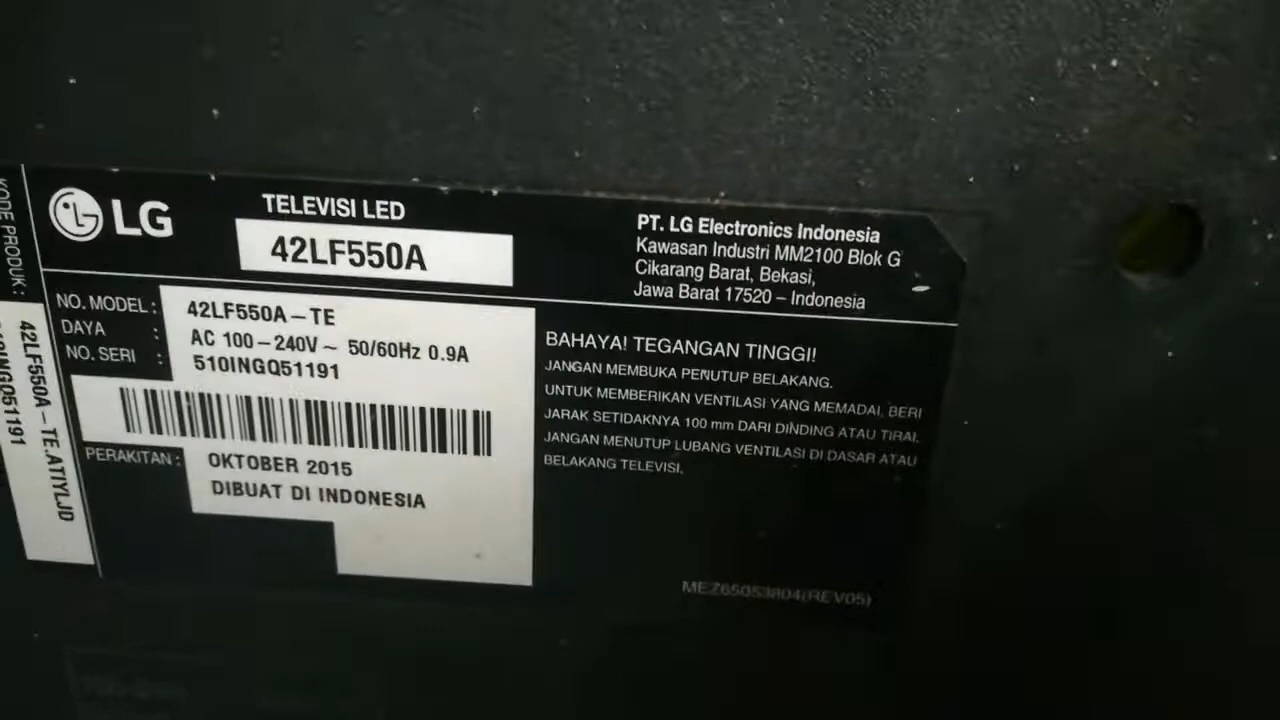 LG
TELEVISI LED
42LF550A
PT. LG Electronics Indonesia
Kawasan Industri MM2100 Blok G
Cikarang Barat, Bekasi,
Jawa Barat 17520 – Indonesia
NO. MODEL : 42LF550A – TE
DAYA : AC 100 – 240V ~ 50/60Hz 0.9A
NO. SERI : 510INGQ51191
PERAKITAN : OKTOBER 2015
DIBUAT DI INDONESIA
BAHAYA! TEGANGAN TINGGI!
JANGAN MEMBUKA PENUTUP BELAKANG.
UNTUK MEMBERIKAN VENTILASI YANG MEMADAI, BERI
JARAK SETIDAKNYA 100 mm DARI DINDING ATAU TIRAI.
JANGAN MENUTUP LUBANG VENTILASI DI DASAR ATAU
BELAKANG TELEVISI.
MEZ65053804(REV05)
KODE PRODUK :
42LF550A – TE.ATIYLJD
510INGQ51191